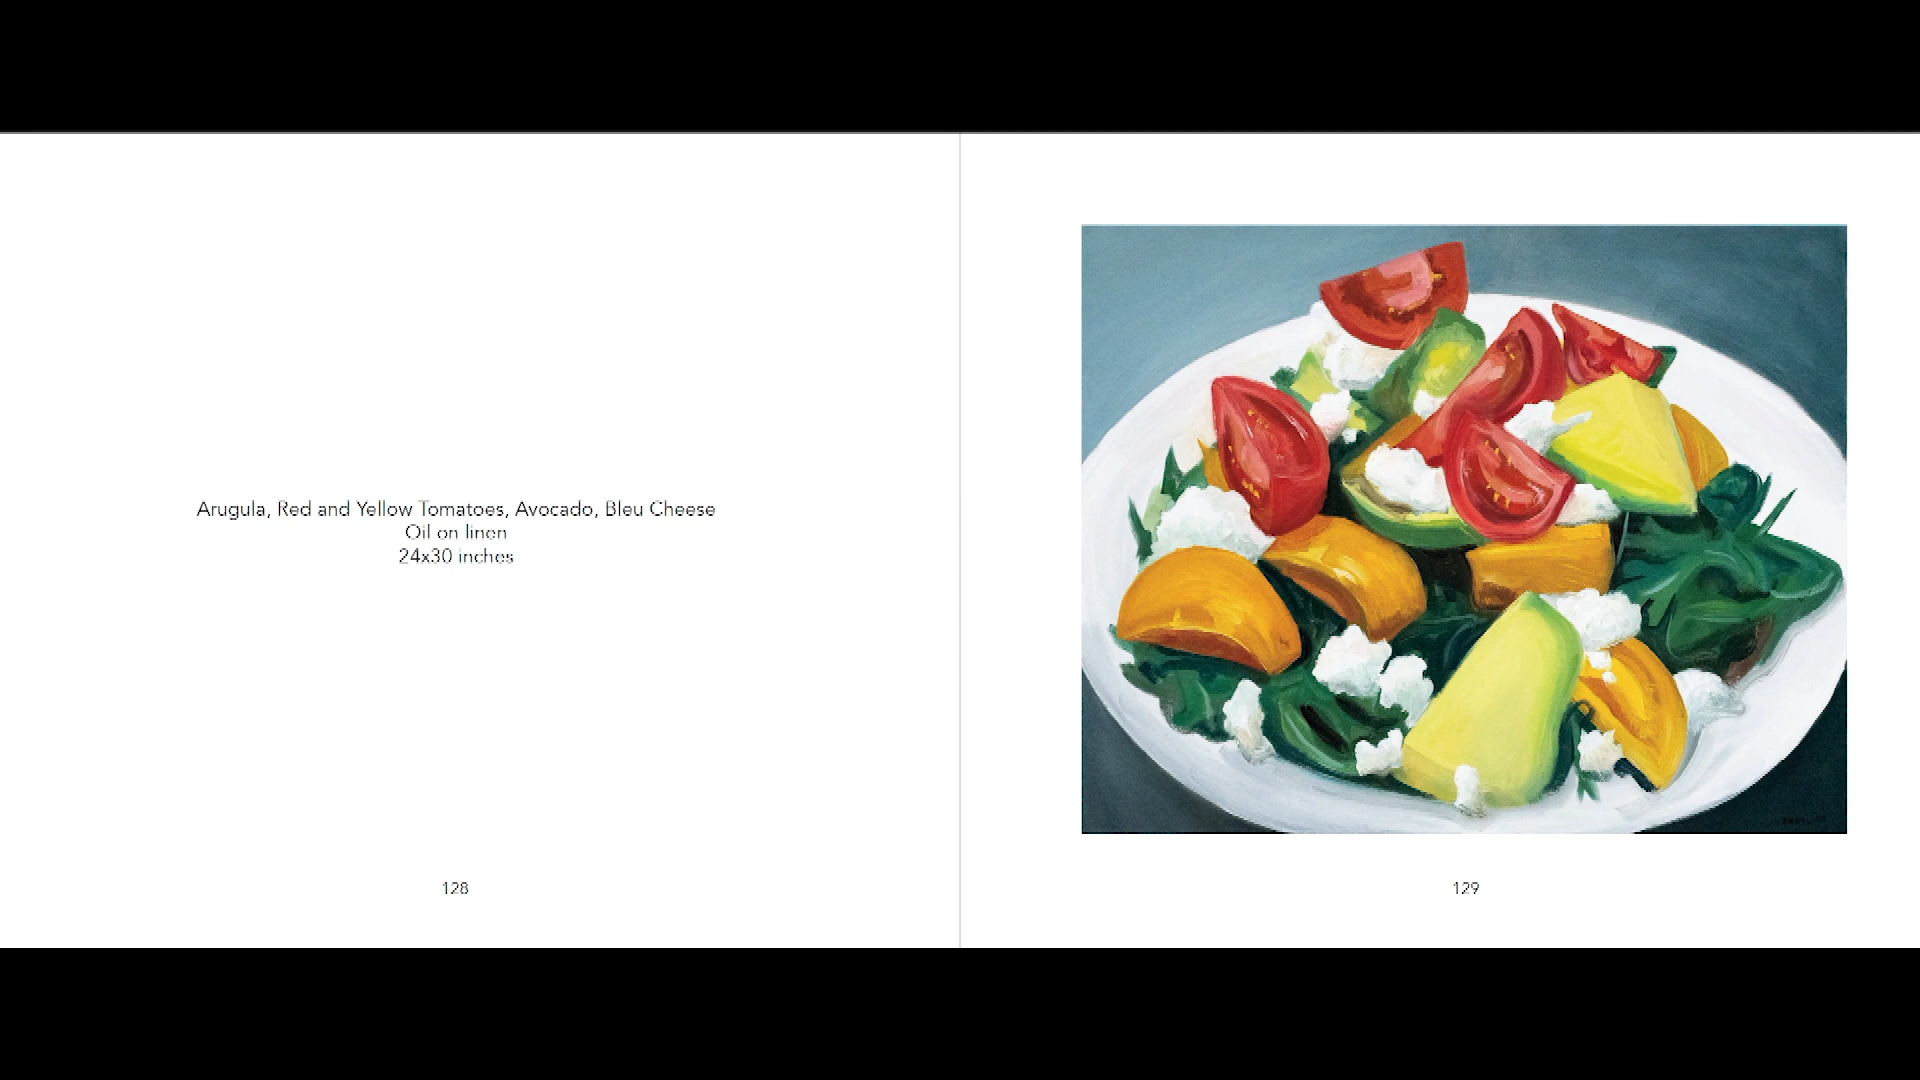 Arugula, Red and Yellow Tomatoes, Avocado, Bleu Cheese
Oil on linen
24x30 inches
128
129